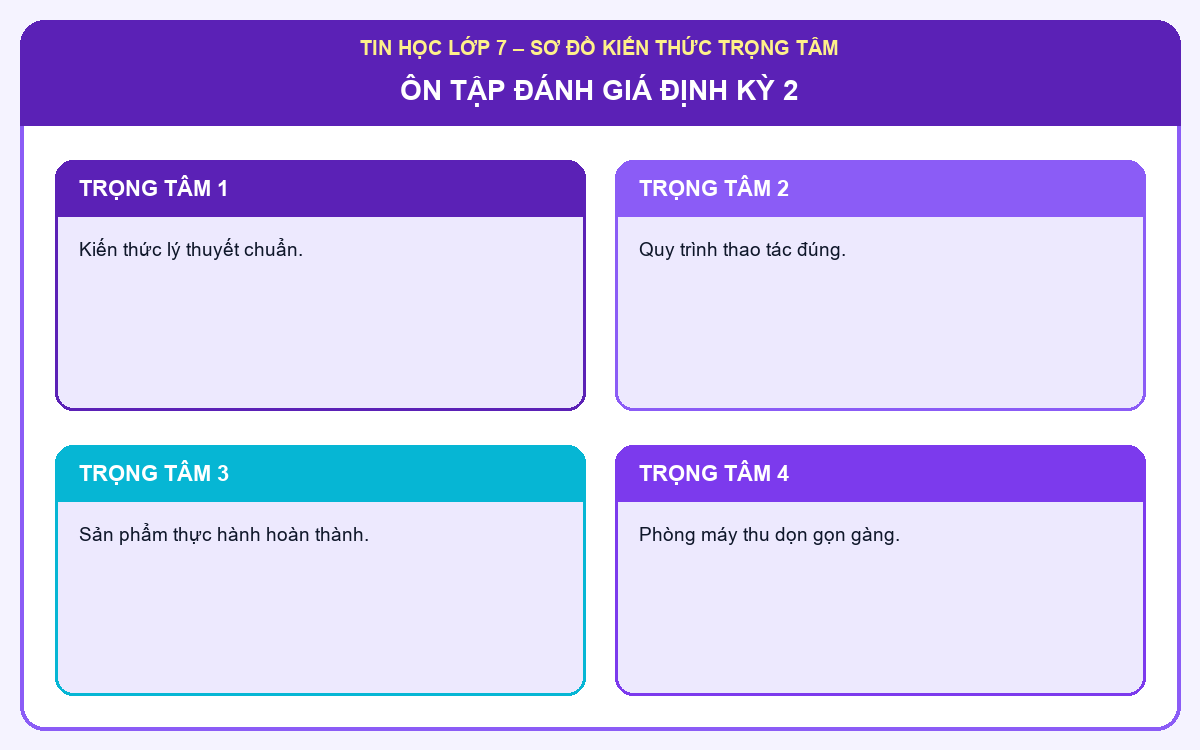 TIN HỌC LỚP 7 – SƠ ĐỒ KIẾN THỨC TRỌNG TÂM
ÔN TẬP ĐÁNH GIÁ ĐỊNH KỲ 2
TRỌNG TÂM 1
Kiến thức lý thuyết chuẩn.
TRỌNG TÂM 2
Quy trình thao tác đúng.
TRỌNG TÂM 3
Sản phẩm thực hành hoàn thành.
TRỌNG TÂM 4
Phòng máy thu dọn gọn gàng.